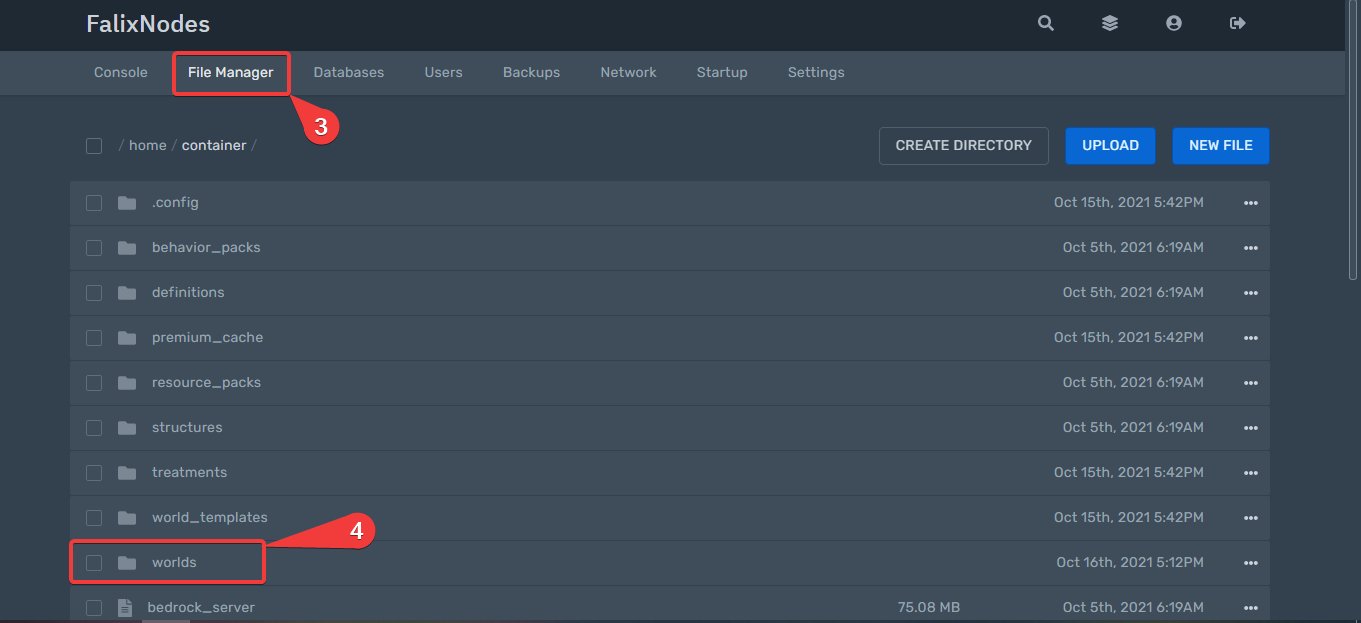 FalixNodes
Console File Manager Databases Users Backups Network Startup Settings
3
/ home / container / CREATE DIRECTORY UPLOAD NEW FILE
.config Oct 15th, 2021 5:42PM
behavior_packs Oct 5th, 2021 6:19AM
definitions Oct 5th, 2021 6:19AM
premium_cache Oct 15th, 2021 5:42PM
resource_packs Oct 5th, 2021 6:19AM
structures Oct 5th, 2021 6:19AM
treatments Oct 15th, 2021 5:42PM
world_templates Oct 15th, 2021 5:42PM
4
worlds Oct 16th, 2021 5:12PM
bedrock_server 75.08 MB Oct 5th, 2021 6:19AM